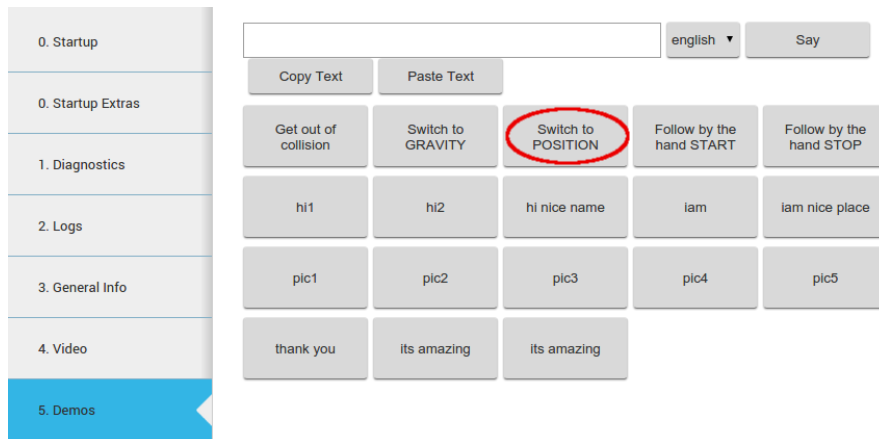 0. Startup
0. Startup Extras
1. Diagnostics
2. Logs
3. General Info
4. Video
5. Demos
english ▼ Say
Copy Text Paste Text
Get out of collision Switch to GRAVITY Switch to POSITION Follow by the hand START Follow by the hand STOP
hi1 hi2 hi nice name iam iam nice place
pic1 pic2 pic3 pic4 pic5
thank you its amazing its amazing